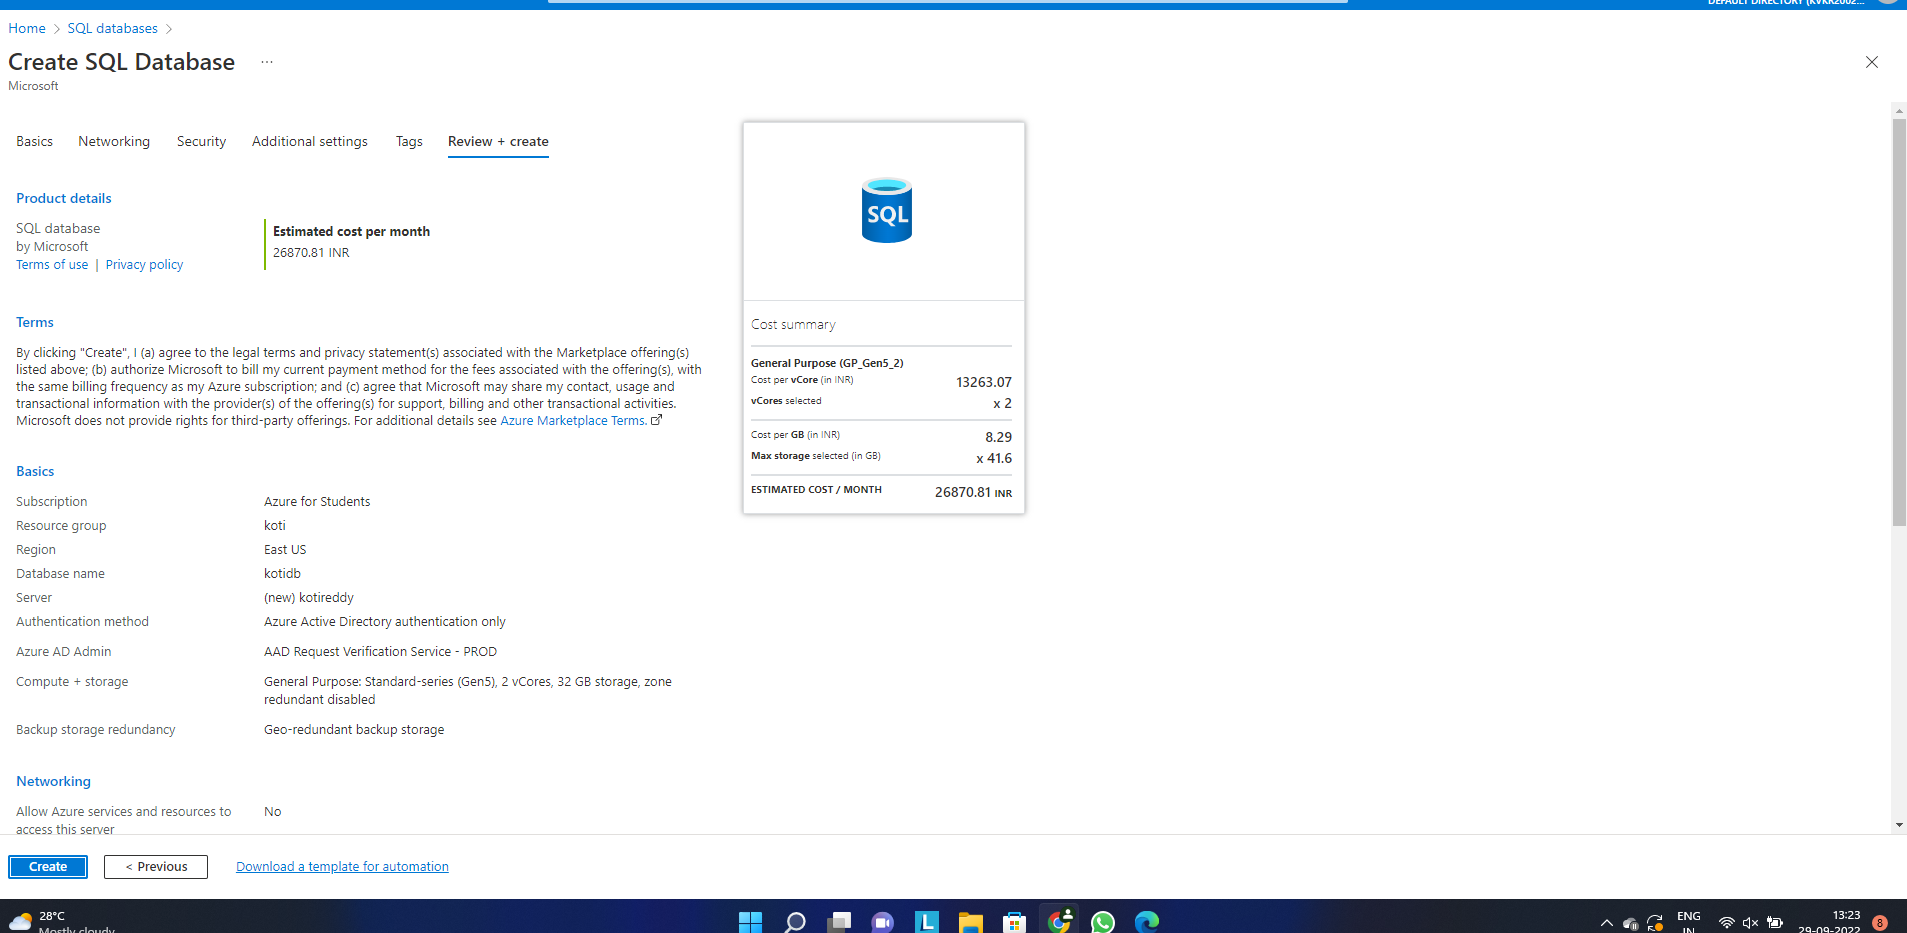 DEFAULT DIRECTORY (KVKR2002...
Home > SQL databases >
Create SQL Database ...
Microsoft
Basics Networking Security Additional settings Tags Review + create
Product details
SQL database
by Microsoft
Terms of use | Privacy policy
Estimated cost per month
26870.81 INR
Terms
By clicking "Create", I (a) agree to the legal terms and privacy statement(s) associated with the Marketplace offering(s)
listed above; (b) authorize Microsoft to bill my current payment method for the fees associated with the offering(s), with
the same billing frequency as my Azure subscription; and (c) agree that Microsoft may share my contact, usage and
transactional information with the provider(s) of the offering(s) for support, billing and other transactional activities.
Microsoft does not provide rights for third-party offerings. For additional details see Azure Marketplace Terms.
Basics
Subscription Azure for Students
Resource group koti
Region East US
Database name kotidb
Server (new) kotireddy
Authentication method Azure Active Directory authentication only
Azure AD Admin AAD Request Verification Service - PROD
Compute + storage General Purpose: Standard-series (Gen5), 2 vCores, 32 GB storage, zone
redundant disabled
Backup storage redundancy Geo-redundant backup storage
Networking
Allow Azure services and resources to No
access this server
SQL
Cost summary
General Purpose (GP_Gen5_2)
Cost per vCore (in INR) 13263.07
vCores selected x 2
Cost per GB (in INR) 8.29
Max storage selected (in GB) x 41.6
ESTIMATED COST / MONTH 26870.81 INR
Create < Previous Download a template for automation
28°C
Mostly cloudy
L
ENG
IN
13:23
29-09-2022
8